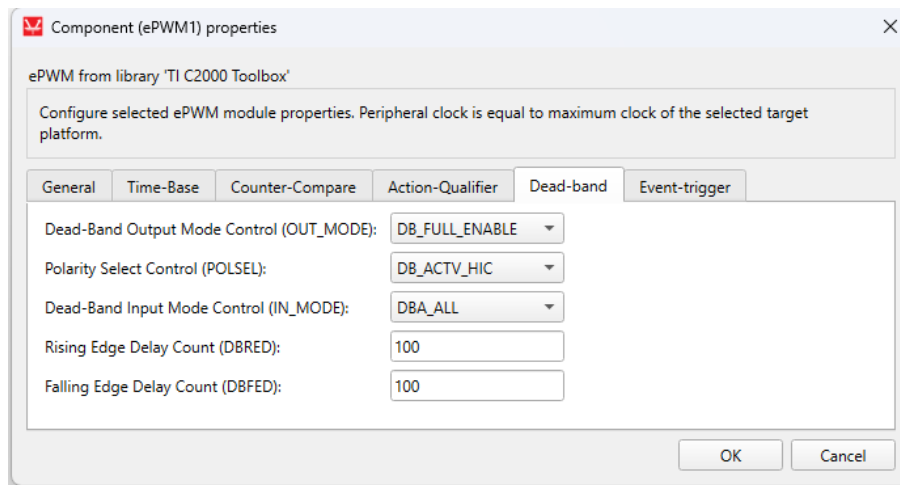 Component (ePWM1) properties
ePWM from library 'TI C2000 Toolbox'
Configure selected ePWM module properties. Peripheral clock is equal to maximum clock of the selected target
platform.
General Time-Base Counter-Compare Action-Qualifier Dead-band Event-trigger
Dead-Band Output Mode Control (OUT_MODE): DB_FULL_ENABLE
Polarity Select Control (POLSEL): DB_ACTV_HIC
Dead-Band Input Mode Control (IN_MODE): DBA_ALL
Rising Edge Delay Count (DBRED): 100
Falling Edge Delay Count (DBFED): 100
OK Cancel